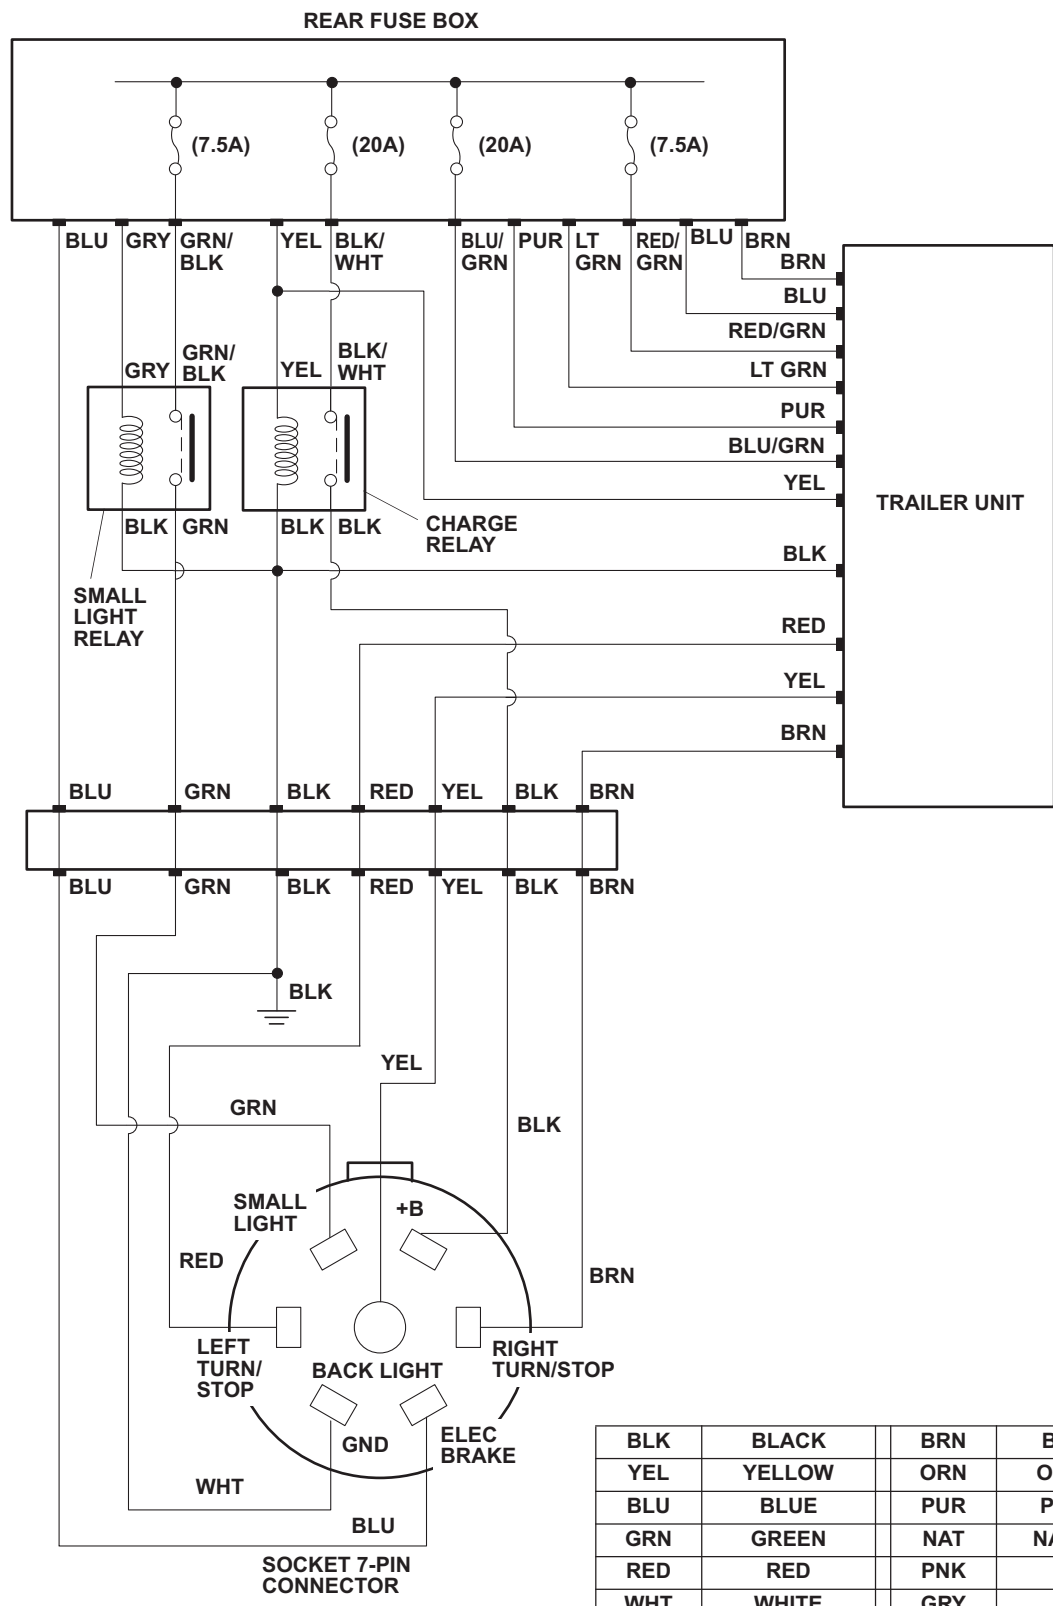 REAR FUSE BOX
(7.5A) (20A) (20A) (7.5A)
BLU GRY GRN/ YEL BLK/ BLU/ PUR LT RED/ BLU BRN
BLK WHT GRN GRN GRN
BRN
BLU
RED/GRN
LT GRN
PUR
BLU/GRN
YEL
TRAILER UNIT
GRY GRN/ YEL BLK/
BLK WHT
BLK GRN BLK BLK
CHARGE
RELAY
SMALL
LIGHT
RELAY
BLK
RED
YEL
BRN
BLU GRN BLK RED YEL BLK BRN
BLU GRN BLK RED YEL BLK BRN
BLK
YEL
GRN
BLK
SMALL
LIGHT
+B
RED
BRN
LEFT
TURN/
STOP
BACK LIGHT
RIGHT
TURN/STOP
GND
ELEC
BRAKE
WHT
BLU
SOCKET 7-PIN
CONNECTOR
BLK BLACK BRN B
YEL YELLOW ORN O
BLU BLUE PUR P
GRN GREEN NAT NA
RED RED PNK
WHT WHITE GRY